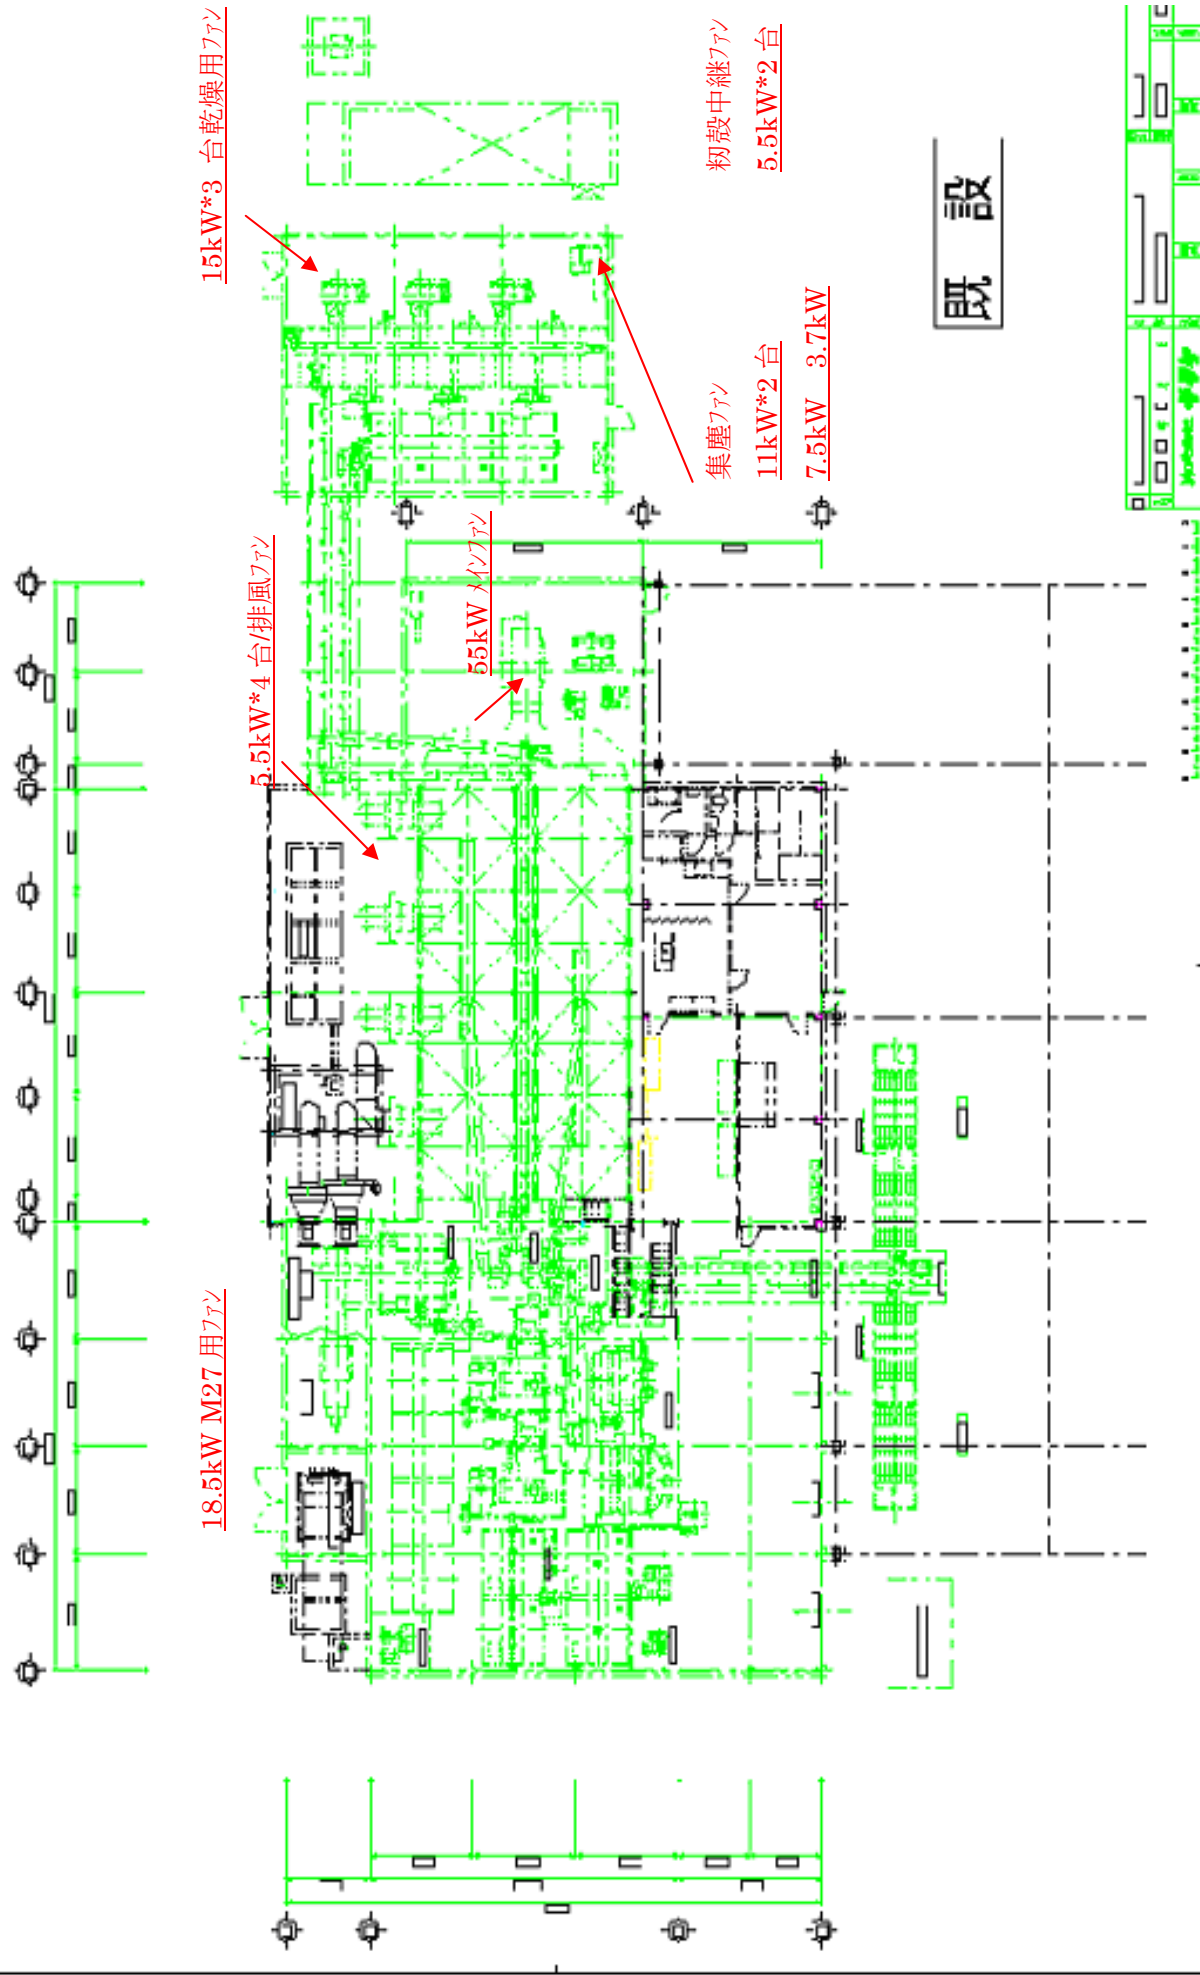 15kW*3 台乾燥用ファン
籾殻中継ファン
5.5kW*2 台
既 設
集塵ファン
11kW*2 台
7.5kW 3.7kW
5.5kW*4 台/排風ファン
55kW メインファン
18.5kW M27 用ファン